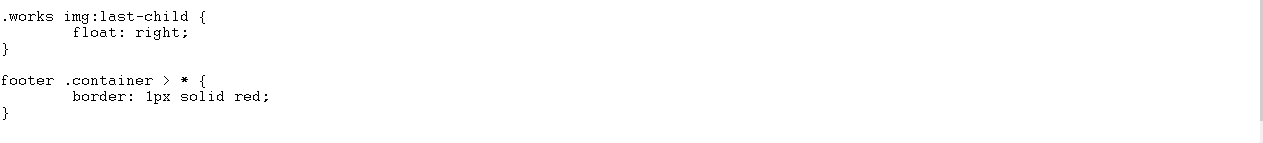 .works img:last-child {
        float: right;
}

footer .container > * {
        border: 1px solid red;
}